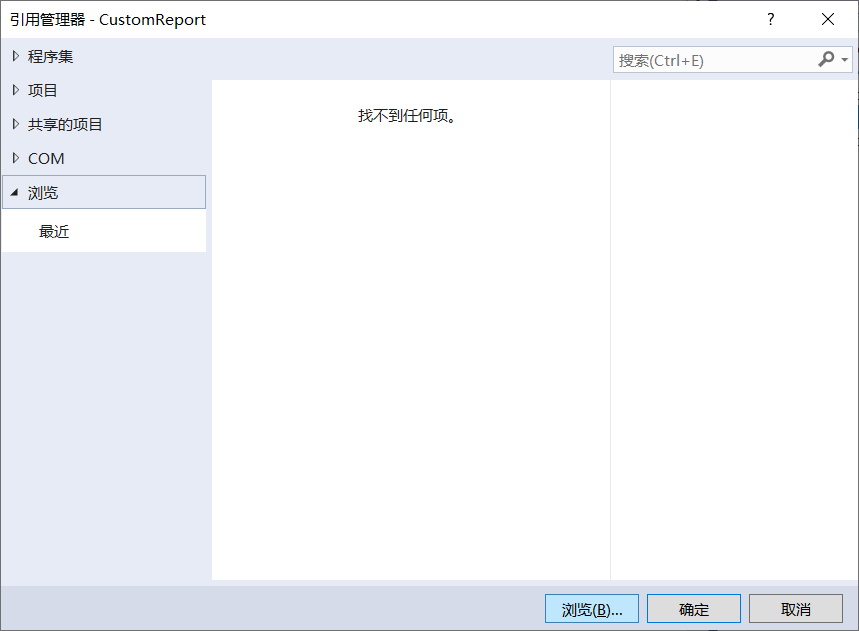 引用管理器 - CustomReport
?
程序集
搜索(Ctrl+E)
项目
找不到任何项。
共享的项目
COM
浏览
最近
浏览(B)...
确定
取消